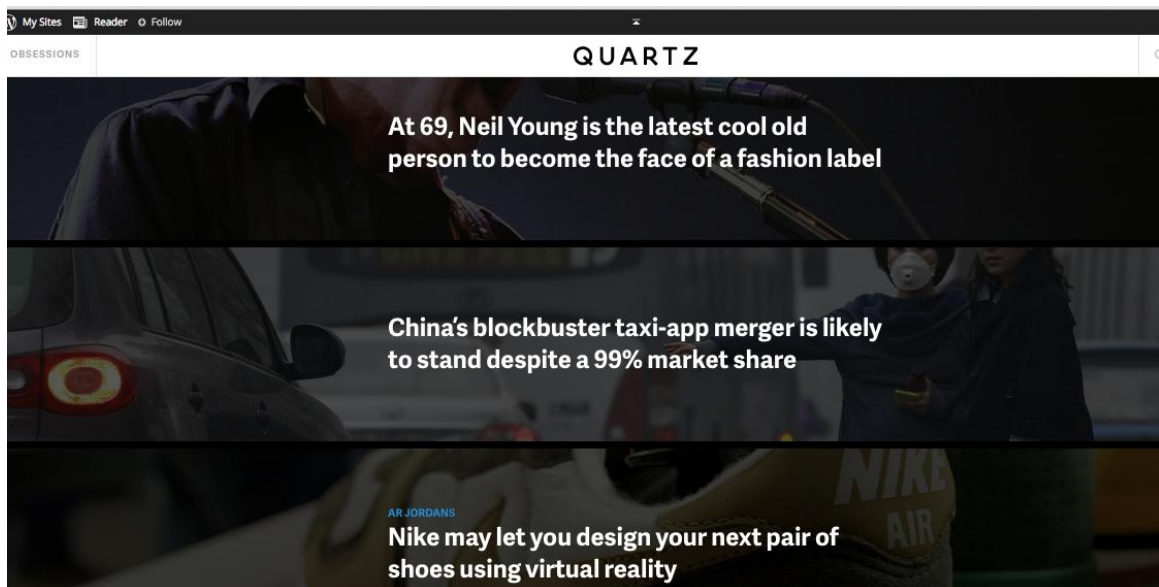 My Sites Reader Follow
OBSESSIONS
QUARTZ
At 69, Neil Young is the latest cool old
person to become the face of a fashion label
China's blockbuster taxi-app merger is likely
to stand despite a 99% market share
NIKE
AIR
AR JORDANS
Nike may let you design your next pair of
shoes using virtual reality